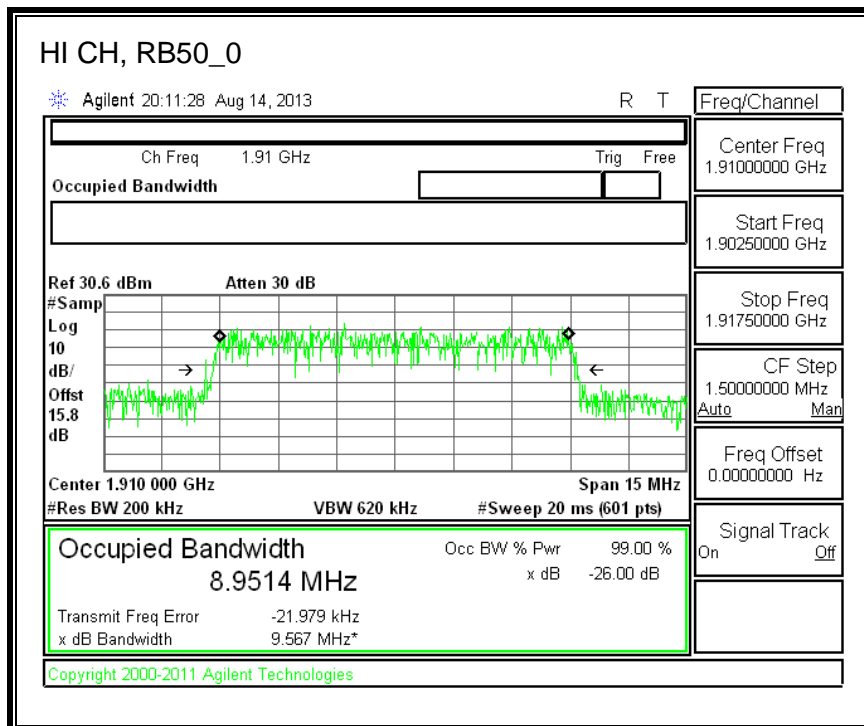 HI CH, RB50_0
Agilent 20:11:28 Aug 14, 2013 R T
Freq/Channel
Ch Freq 1.91 GHz Trig Free
Occupied Bandwidth
Center Freq
1.91000000 GHz
Start Freq
1.90250000 GHz
Stop Freq
1.91750000 GHz
CF Step
1.50000000 MHz
Auto Man
Freq Offset
0.00000000 Hz
Signal Track
On Off
Ref 30.6 dBm Atten 30 dB
#Samp
Log
10
dB/
Offst
15.8
dB
Center 1.910 000 GHz Span 15 MHz
#Res BW 200 kHz VBW 620 kHz #Sweep 20 ms (601 pts)
Occupied Bandwidth
8.9514 MHz
Occ BW % Pwr 99.00 %
x dB -26.00 dB
Transmit Freq Error -21.979 kHz
x dB Bandwidth 9.567 MHz*
Copyright 2000-2011 Agilent Technologies